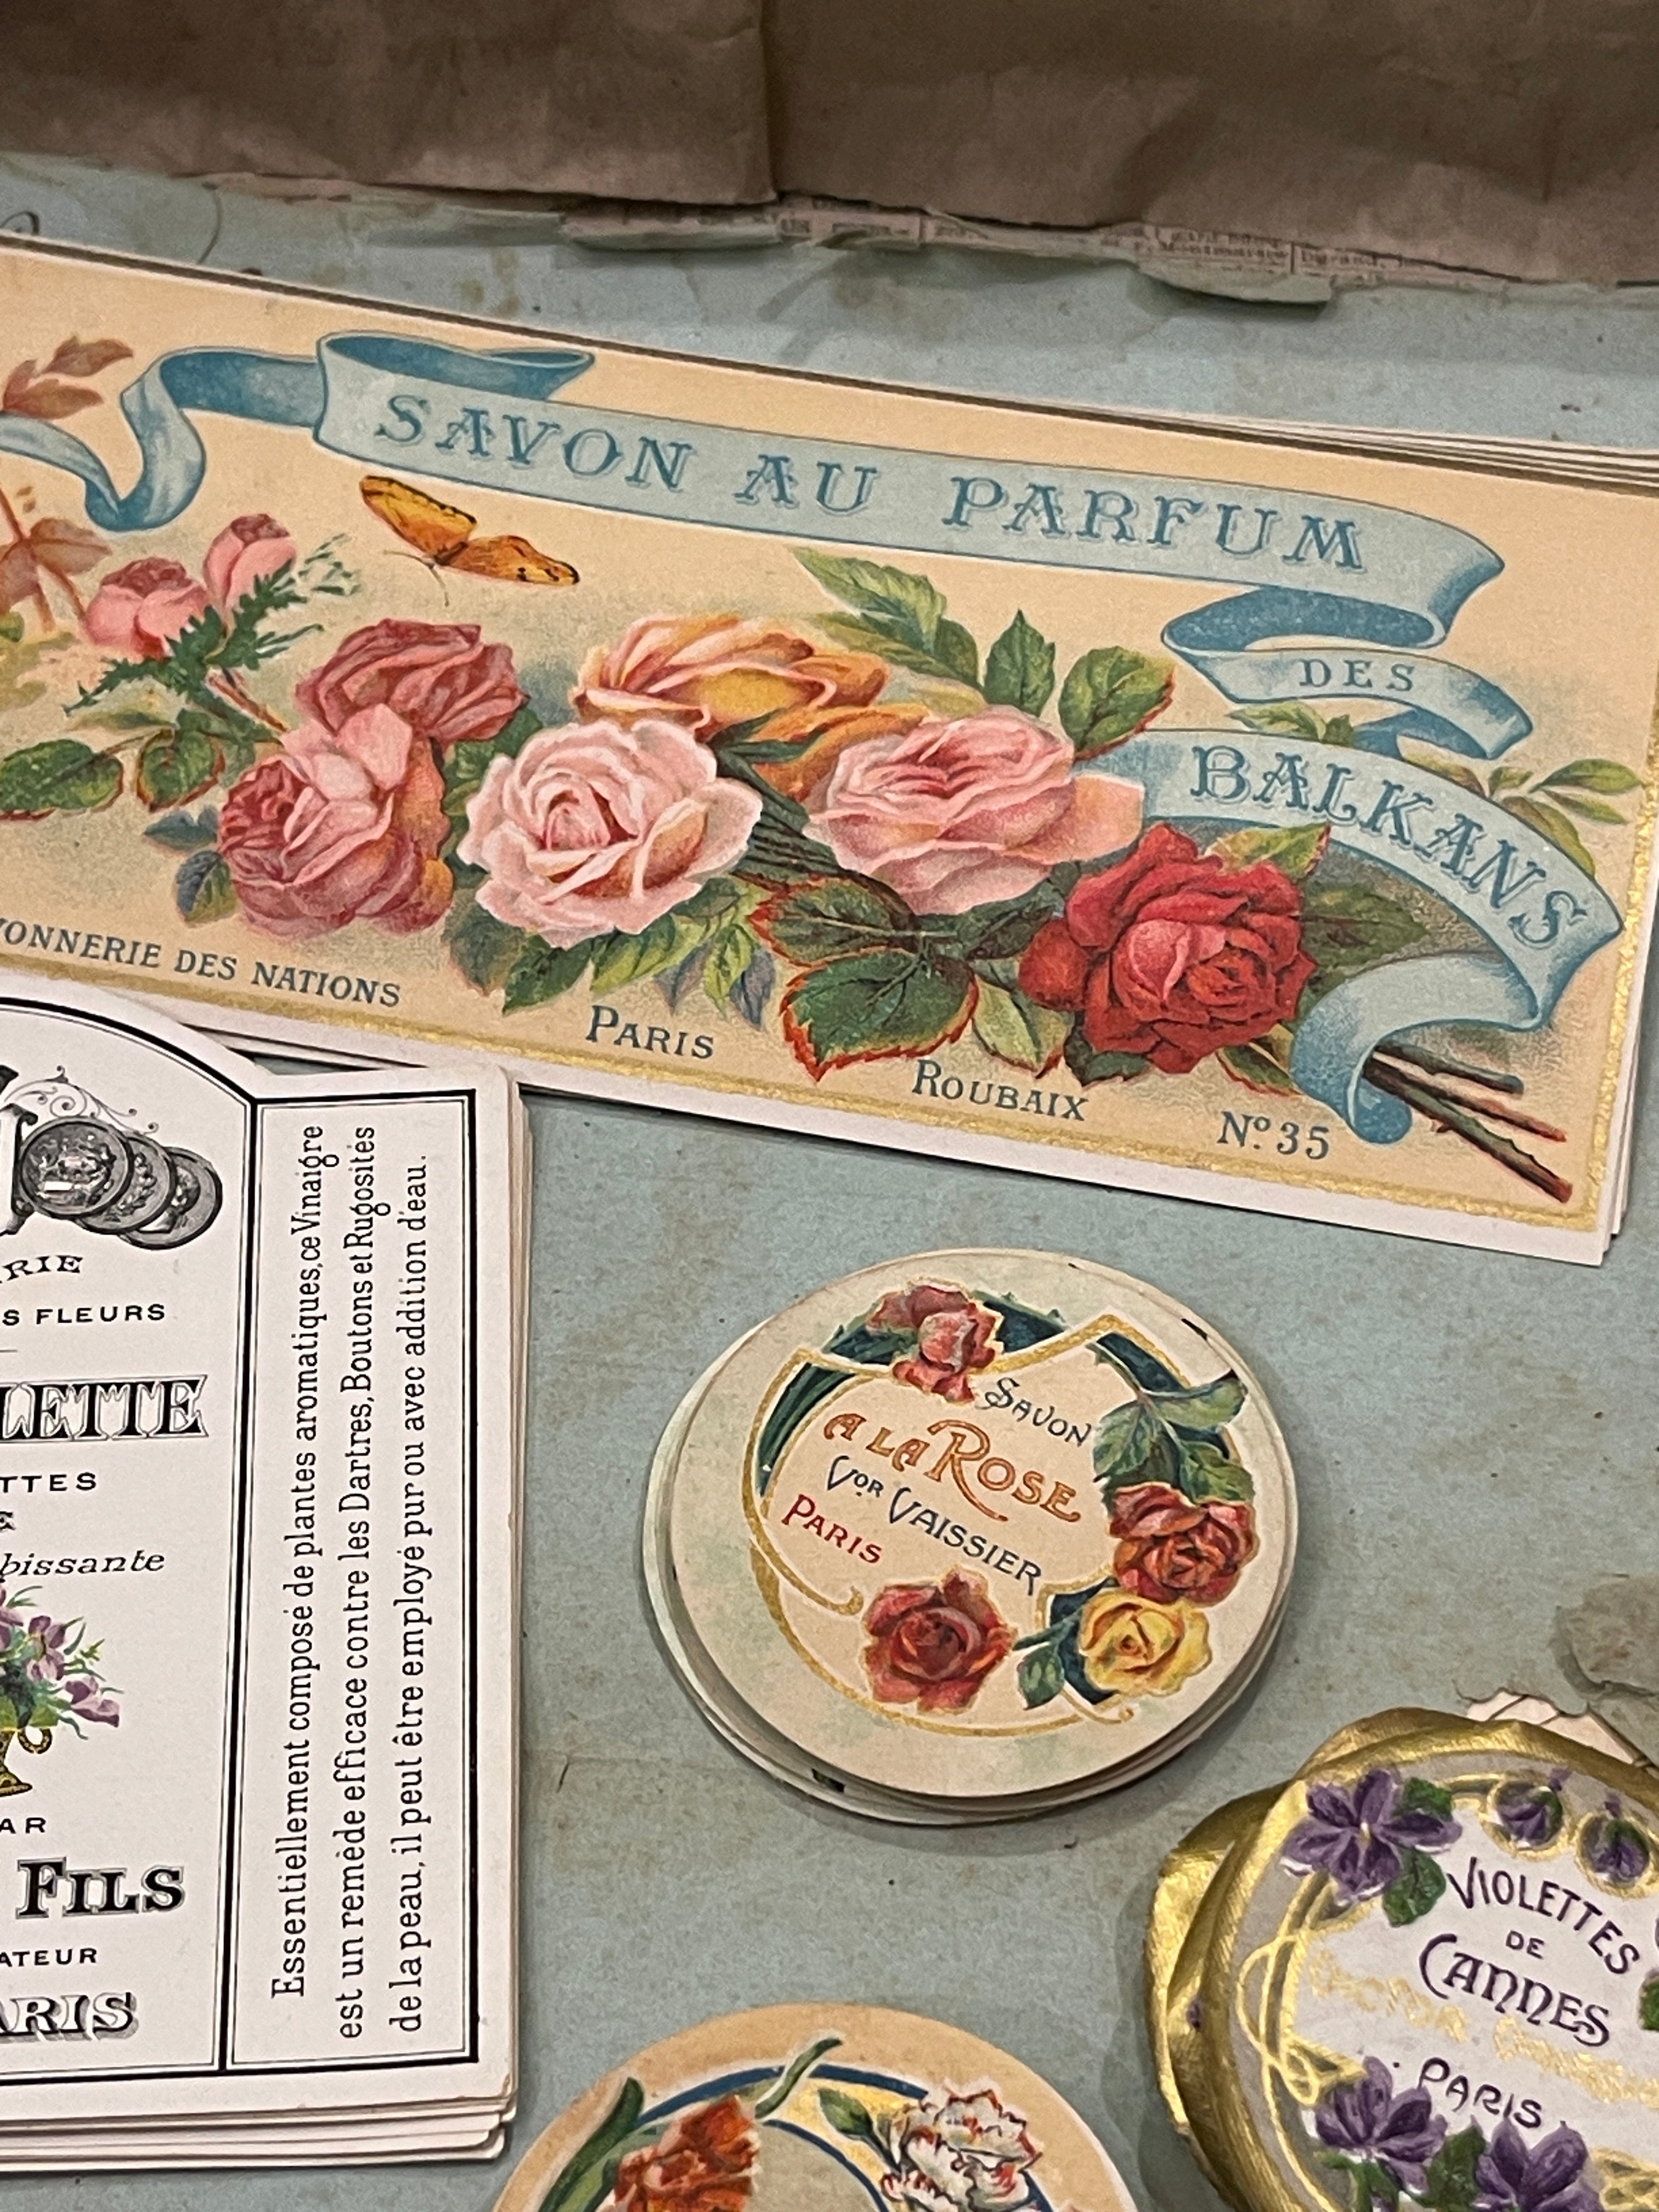 SAVON AU PARFUM
DES
BALKANS
VONNERIE DES NATIONS
PARIS
ROUBAIX
Nº 35
RIE
S FLEURS
LETTE
TTES
bissante
AR
FILS
ATEUR
ARIS
Essentiellement composé de plantes aromatiques, ce Vinaigre
est un remède efficace contre les Dartres, Boutons et Rugosités
de la peau, il peut être employé pur ou avec addition d'eau.
SAVON
A LA ROSE
Vor VAISSIER
PARIS
VIOLETTES
DE
CANNES
PARIS